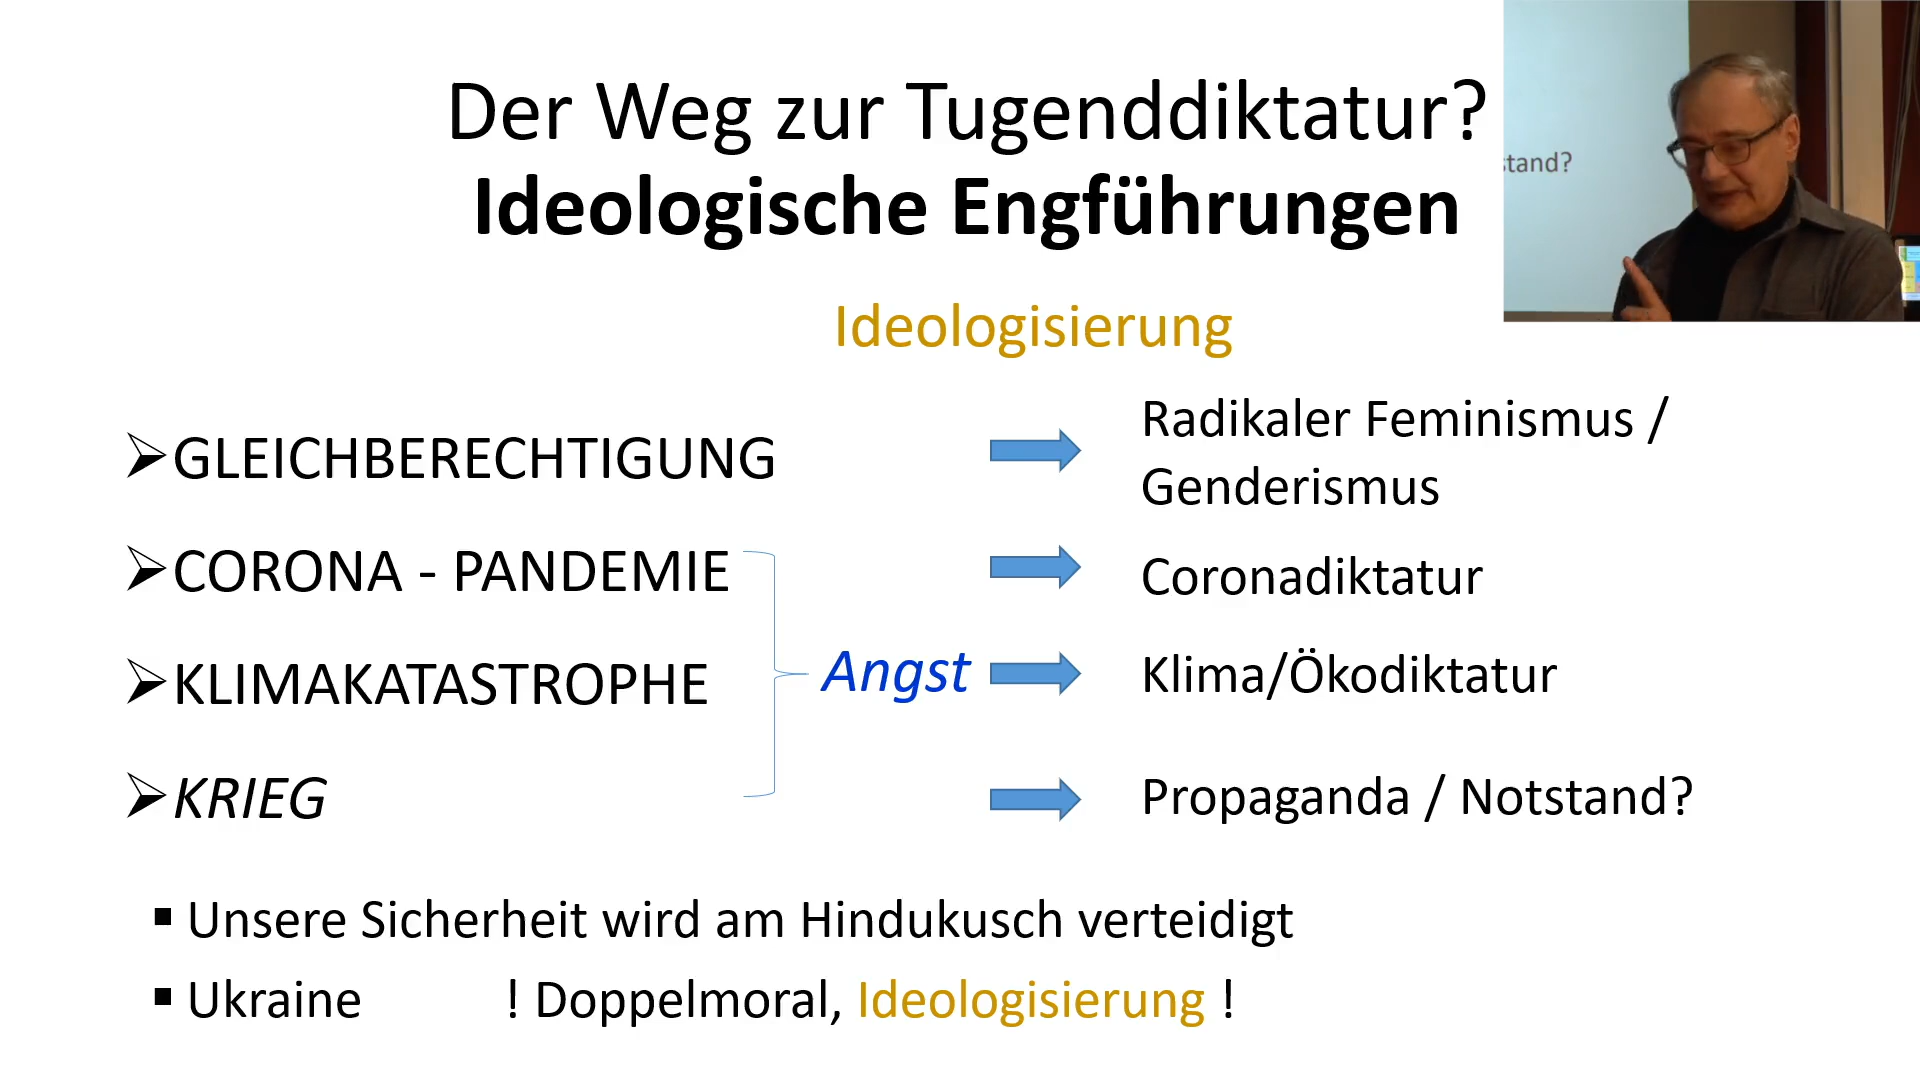 Der Weg zur Tugenddiktatur?
Ideologische Engführungen
stand?
Ideologisierung
GLEICHBERECHTIGUNG
Radikaler Feminismus /
Genderismus
CORONA - PANDEMIE
Coronadiktatur
KLIMAKATASTROPHE
Angst
Klima/Ökodiktatur
KRIEG
Propaganda / Notstand?
Unsere Sicherheit wird am Hindukusch verteidigt
Ukraine ! Doppelmoral, Ideologisierung !